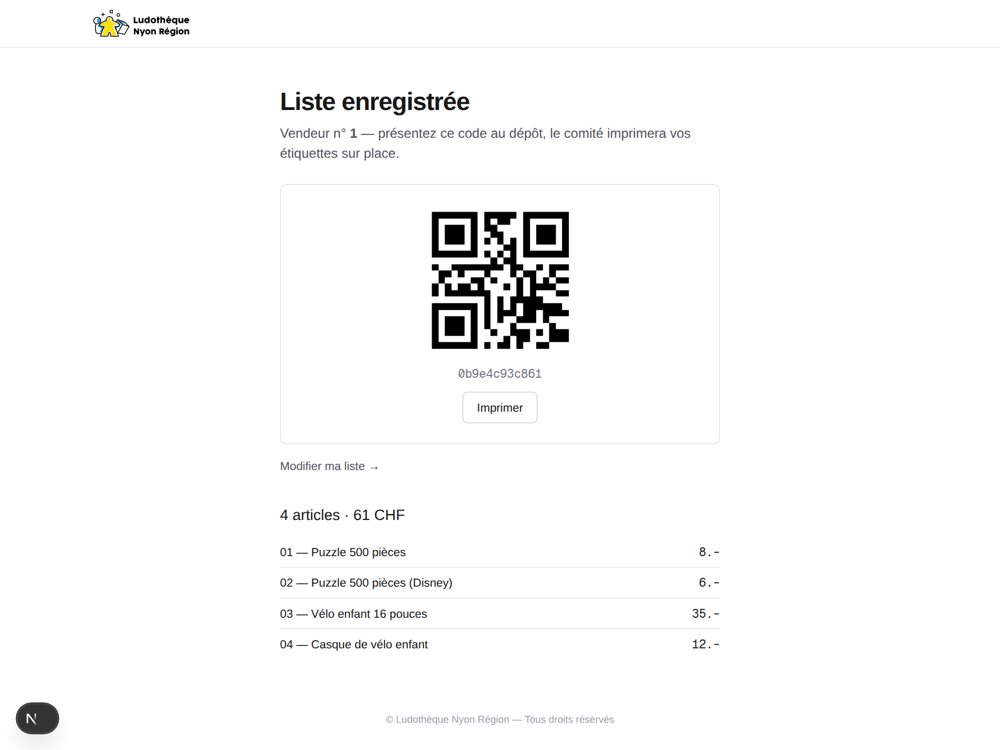 Ludothèque
Nyon Région
Liste enregistrée
Vendeur n° 1 — présentez ce code au dépôt, le comité imprimera vos
étiquettes sur place.
0b9e4c93c861
Imprimer
Modifier ma liste →
4 articles · 61 CHF
01 — Puzzle 500 pièces 8.-
02 — Puzzle 500 pièces (Disney) 6.-
03 — Vélo enfant 16 pouces 35.-
04 — Casque de vélo enfant 12.-
N
© Ludothèque Nyon Région — Tous droits réservés